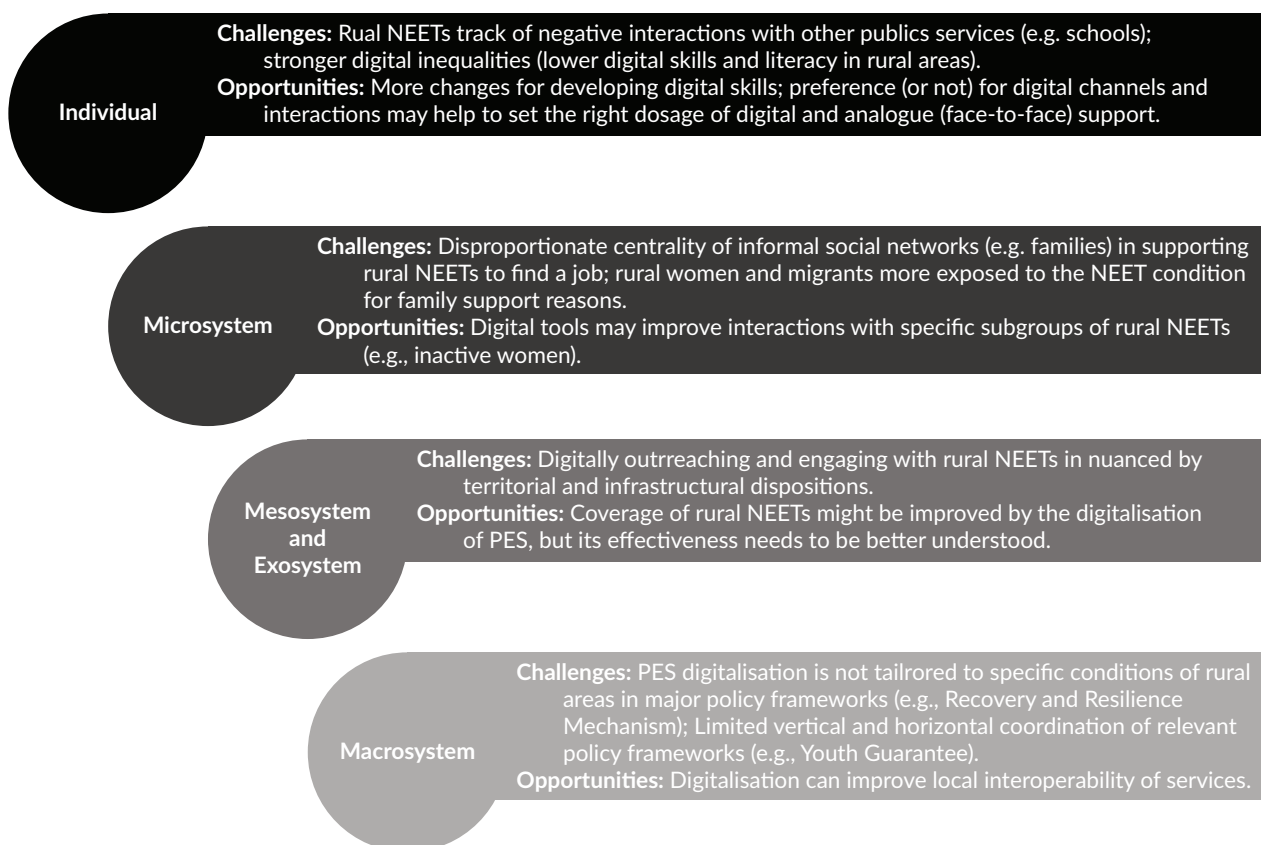 Individual
Challenges: Rual NEETs track of negative interactions with other publics services (e.g. schools);
stronger digital inequalities (lower digital skills and literacy in rural areas).
Opportunities: More changes for developing digital skills; preference (or not) for digital channels and
interactions may help to set the right dosage of digital and analogue (face-to-face) support.
Microsystem
Challenges: Disproportionate centrality of informal social networks (e.g. families) in supporting
rural NEETs to find a job; rural women and migrants more exposed to the NEET condition
for family support reasons.
Opportunities: Digital tools may improve interactions with specific subgroups of rural NEETs
(e.g., inactive women).
Mesosystem
and
Exosystem
Challenges: Digitally outrreaching and engaging with rural NEETs in nuanced by
territorial and infrastructural dispositions.
Opportunities: Coverage of rural NEETs might be improved by the digitalisation
of PES, but its effectiveness needs to be better understood.
Macrosystem
Challenges: PES digitalisation is not tailrored to specific conditions of rural
areas in major policy frameworks (e.g., Recovery and Resilience
Mechanism); Limited vertical and horizontal coordination of relevant
policy frameworks (e.g., Youth Guarantee).
Opportunities: Digitalisation can improve local interoperability of services.